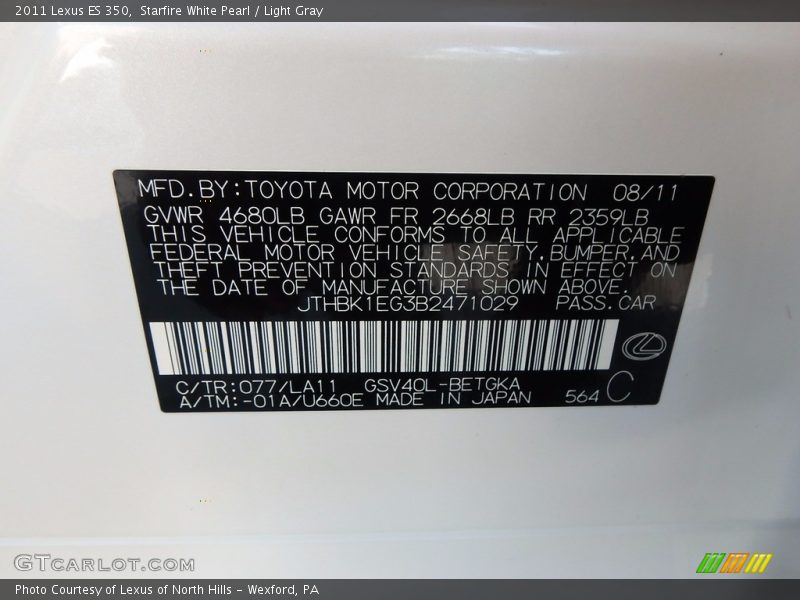 2011 Lexus ES 350, Starfire White Pearl / Light Gray
MFD.BY:TOYOTA MOTOR CORPORATION 08/11
GVWR 4680LB GAWR FR 2668LB RR 2359LB
THIS VEHICLE CONFORMS TO ALL APPLICABLE
FEDERAL MOTOR VEHICLE SAFETY,BUMPER,AND
THEFT PREVENTION STANDARDS IN EFFECT ON
THE DATE OF MANUFACTURE SHOWN ABOVE.
JTHBK1EG3B2471029 PASS.CAR
C/TR:077/LA11 GSV40L-BETGKA
A/TM:-01A/U660E MADE IN JAPAN 564 C
GTCARLOT.COM
Photo Courtesy of Lexus of North Hills - Wexford, PA